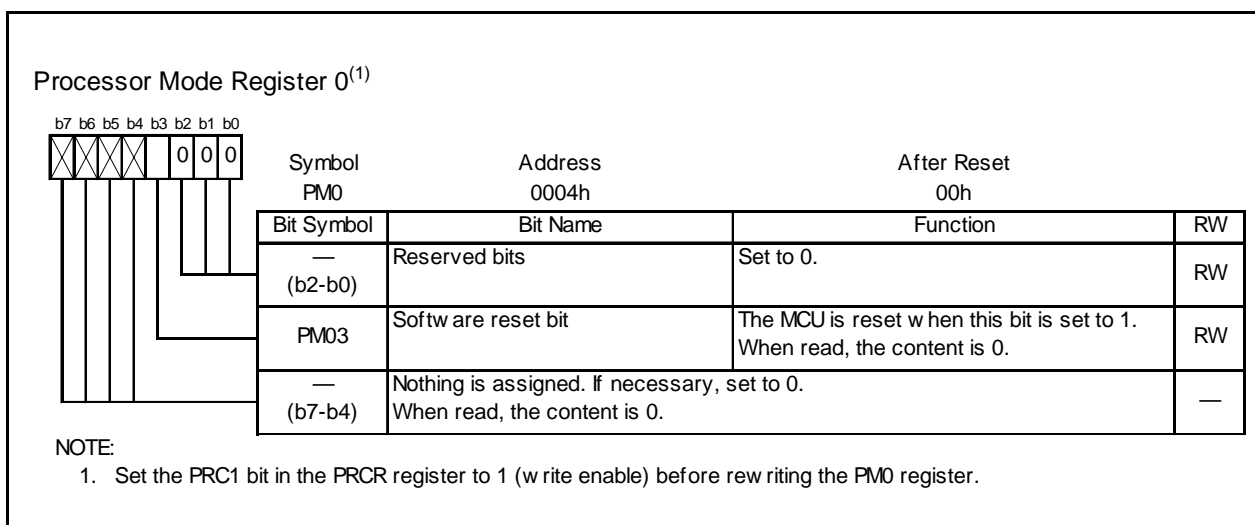 Processor Mode Register 0(1)
b7 b6 b5 b4 b3 b2 b1 b0
0 0 0
Symbol Address After Reset
PM0 0004h 00h
Bit Symbol Bit Name Function RW
— (b2-b0) Reserved bits Set to 0. RW
PM03 Software reset bit The MCU is reset when this bit is set to 1.
When read, the content is 0. RW
— (b7-b4) Nothing is assigned. If necessary, set to 0.
When read, the content is 0. —
NOTE:
1. Set the PRC1 bit in the PRCR register to 1 (write enable) before rewriting the PM0 register.